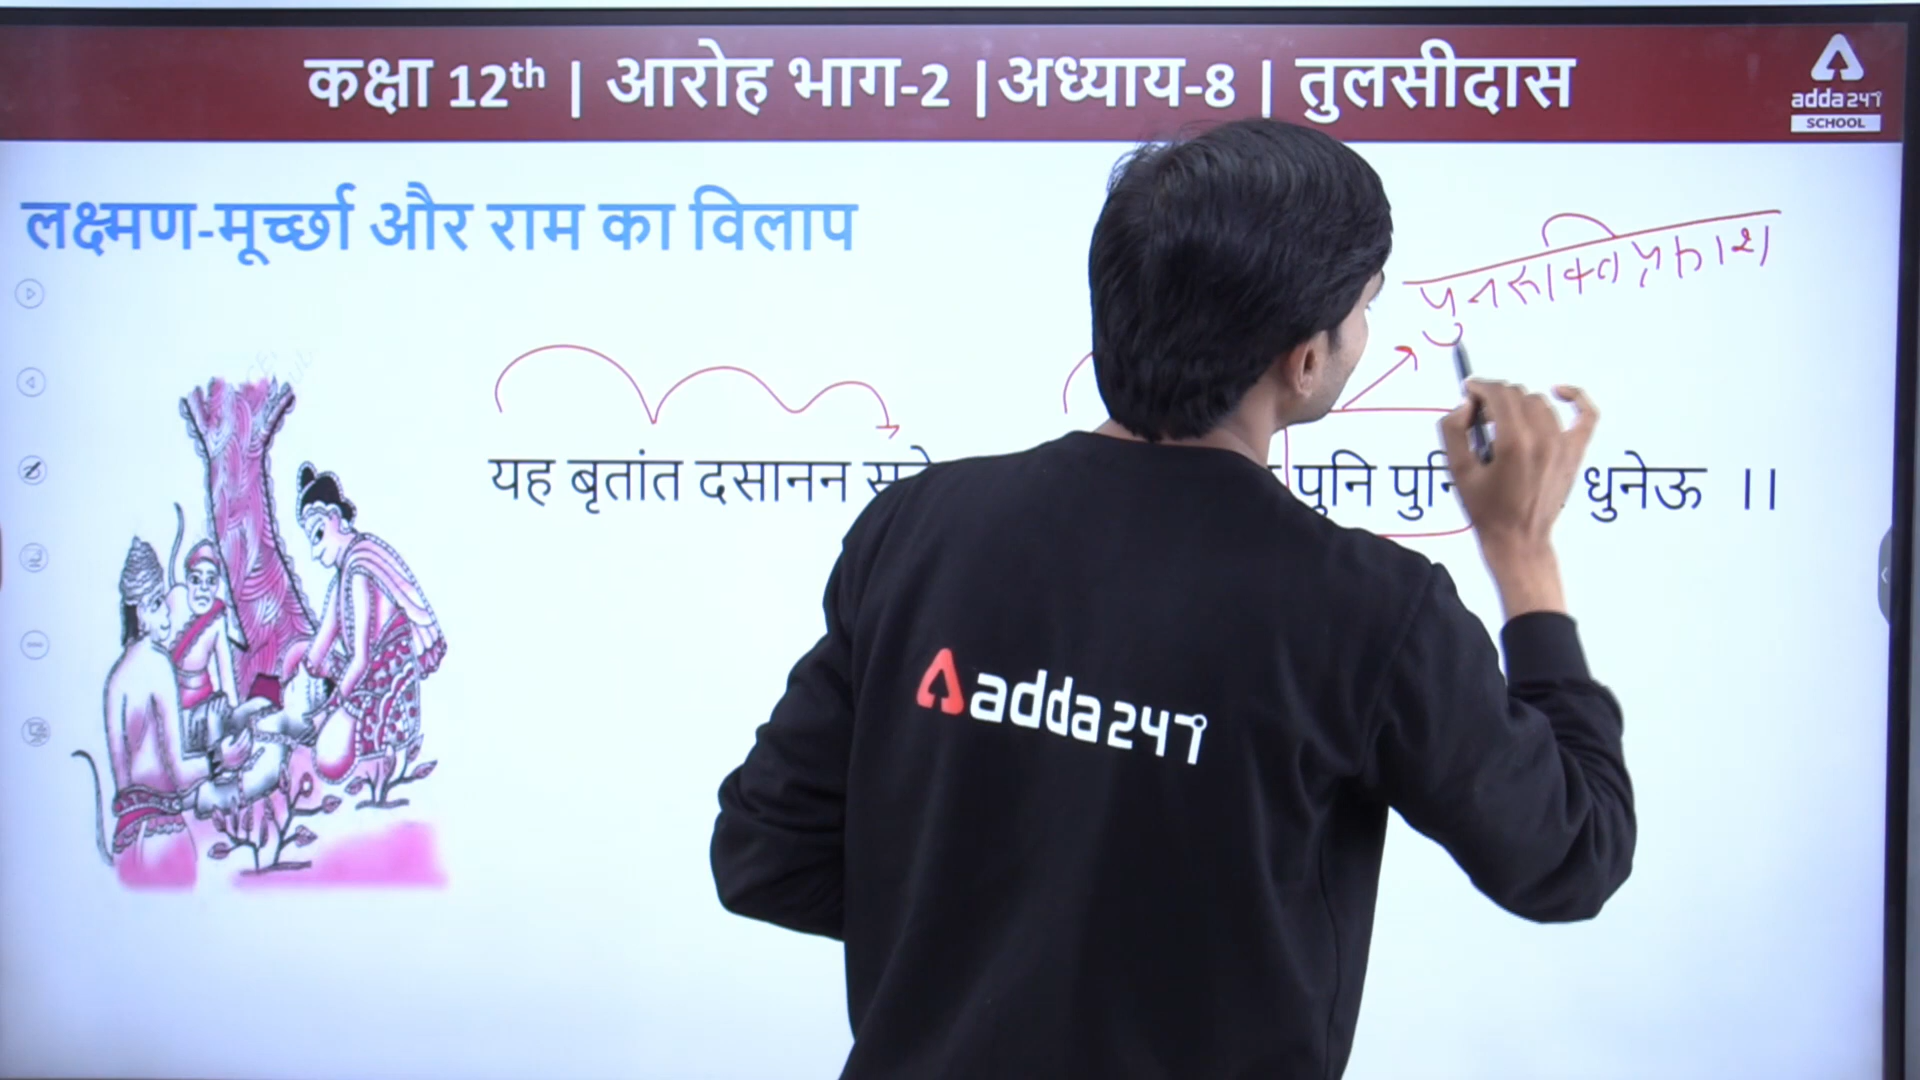 कक्षा 12th | आरोह भाग-2 |अध्याय-8 | तुलसीदास
adda247
SCHOOL
लक्ष्मण-मूर्च्छा और राम का विलाप
पुनरुक्ति प्रकाश
यह बृतांत दसानन पुनि पुनि धुनेऊ ।।
adda247